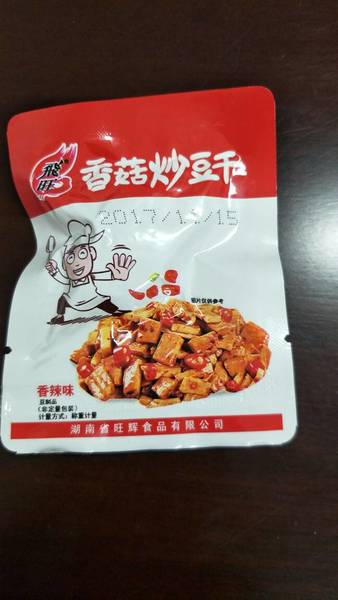 飛旺
香菇炒豆干
2017/11/15
图片仅供参考
香辣味
豆制品
(非定量包装)
计量方式：称重计量
湖南省旺辉食品有限公司